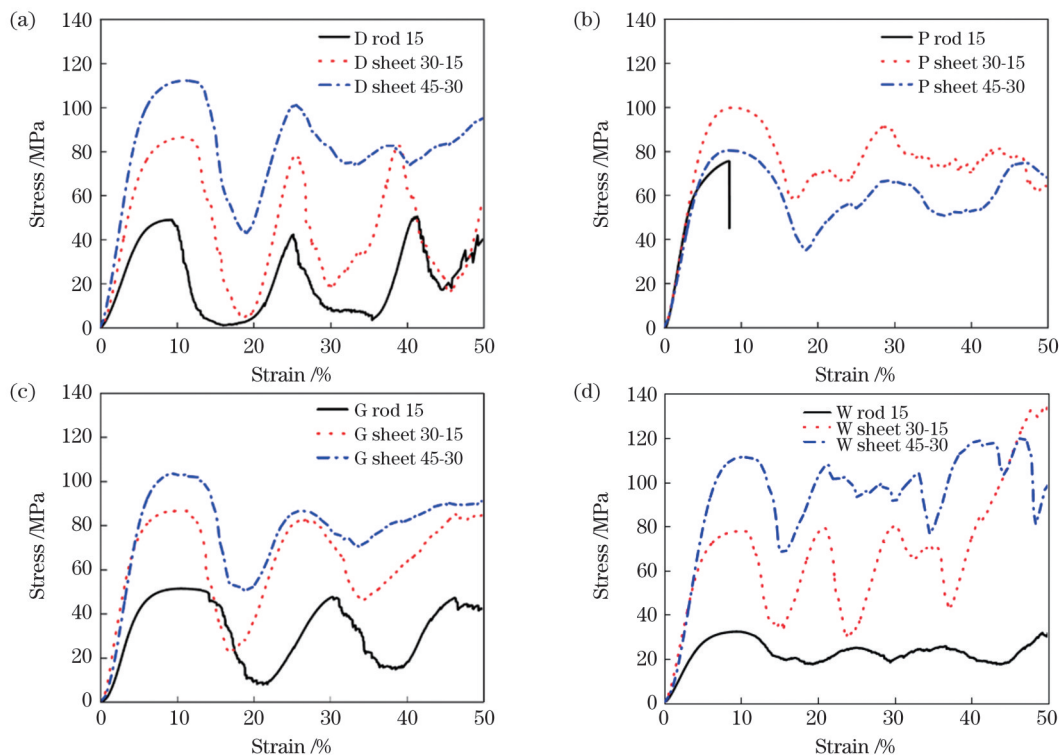 (a)
140
120
100
80
60
40
20
0
Stress /MPa
D rod 15
D sheet 30-15
D sheet 45-30
0 10 20 30 40 50
Strain /%
(b)
140
120
100
80
60
40
20
0
Stress /MPa
P rod 15
P sheet 30-15
P sheet 45-30
0 10 20 30 40 50
Strain /%
(c)
140
120
100
80
60
40
20
0
Stress /MPa
G rod 15
G sheet 30-15
G sheet 45-30
0 10 20 30 40 50
Strain /%
(d)
140
120
100
80
60
40
20
0
Stress /MPa
W rod 15
W sheet 30-15
W sheet 45-30
0 10 20 30 40 50
Strain /%